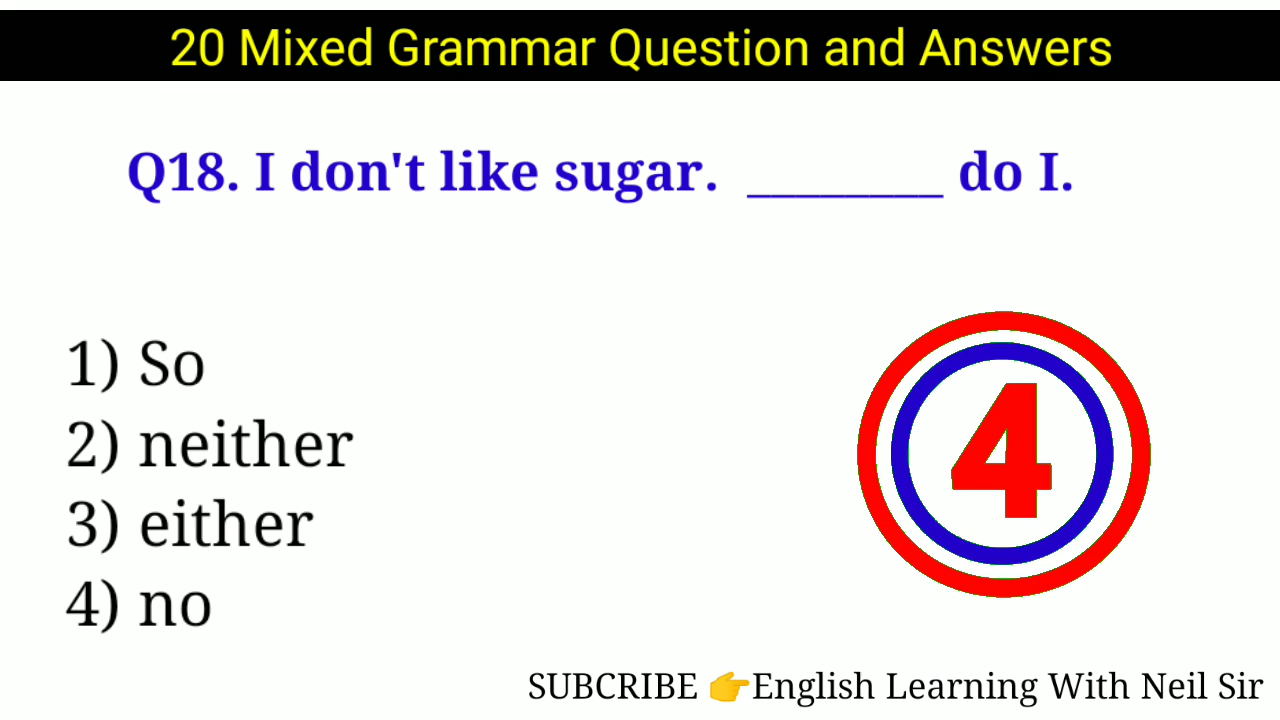 20 Mixed Grammar Question and Answers
Q18. I don't like sugar. ________ do I.
1) So
2) neither
3) either
4) no
4
SUBCRIBE 👉English Learning With Neil Sir